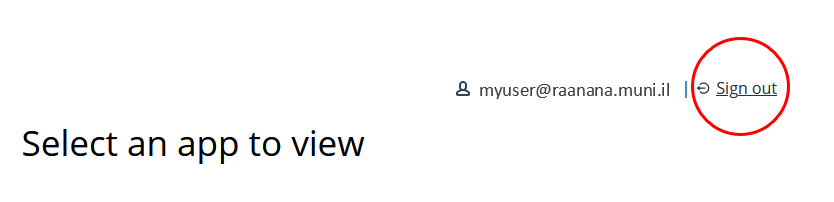 myuser@raanana.muni.il | Sign out
Select an app to view